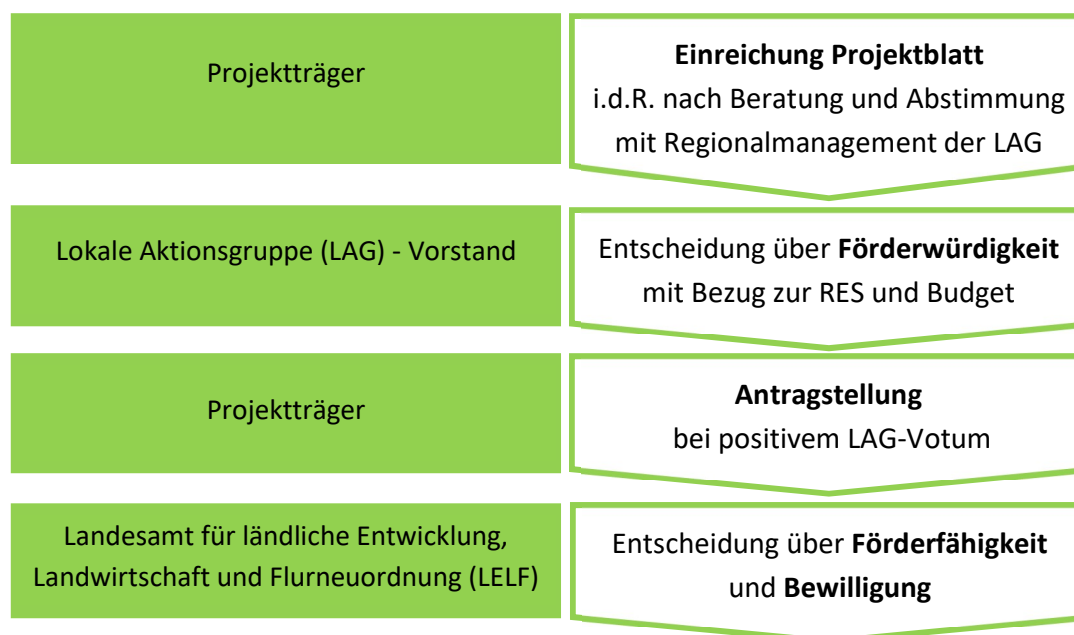 Projektträger
Einreichung Projektblatt
i.d.R. nach Beratung und Abstimmung
mit Regionalmanagement der LAG
Lokale Aktionsgruppe (LAG) - Vorstand
Entscheidung über Förderwürdigkeit
mit Bezug zur RES und Budget
Projektträger
Antragstellung
bei positivem LAG-Votum
Landesamt für ländliche Entwicklung,
Landwirtschaft und Flurneuordnung (LELF)
Entscheidung über Förderfähigkeit
und Bewilligung